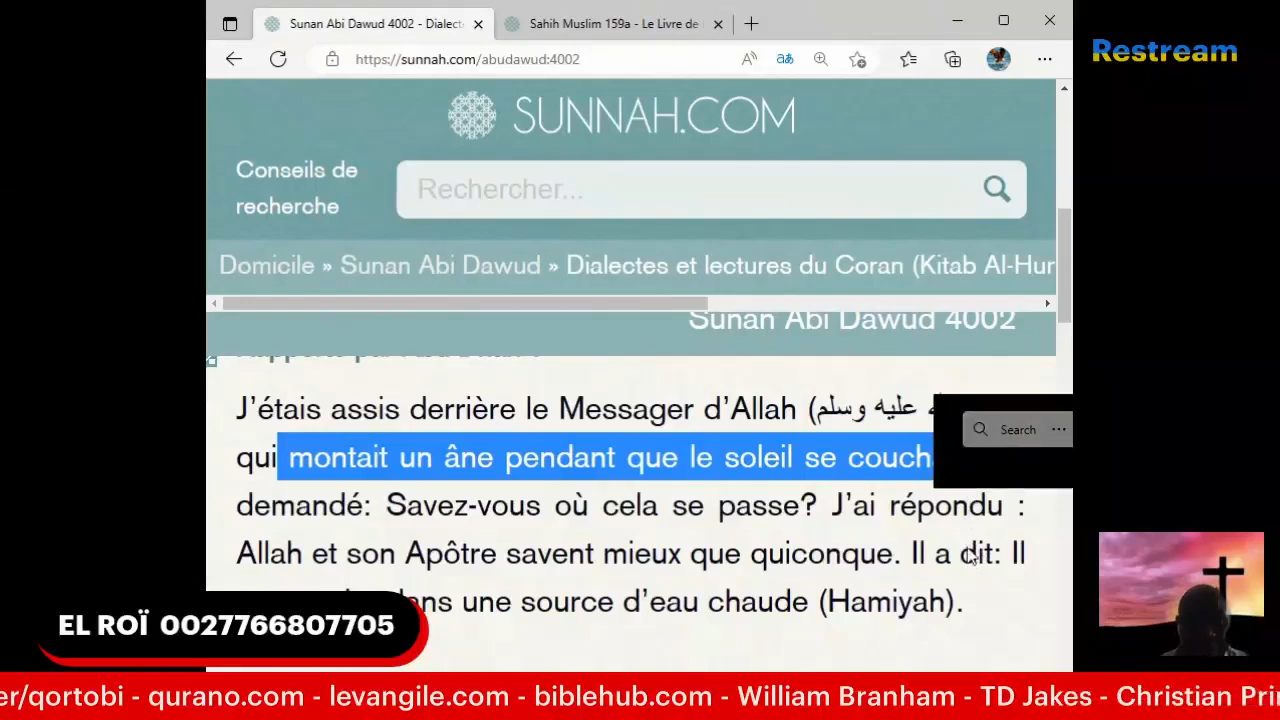 Sunan Abi Dawud 4002 - Dialect
Sahih Muslim 159a - Le Livre de
https://sunnah.com/abudawud:4002
Restream
SUNNAH.COM
Conseils de
recherche
Rechercher...
Domicile » Sunan Abi Dawud » Dialectes et lectures du Coran (Kitab Al-Hur
Sunan Abi Dawud 4002
J’étais assis derrière le Messager d’Allah (عليه وسلم
qui montait un âne pendant que le soleil se couch
Search
demandé: Savez-vous où cela se passe? J’ai répondu :
Allah et son Apôtre savent mieux que quiconque. Il a dit: Il
dans une source d’eau chaude (Hamiyah).
EL ROÏ 0027766807705
er/qortobi - qurano.com - levangile.com - biblehub.com - William Branham - TD Jakes - Christian Pri